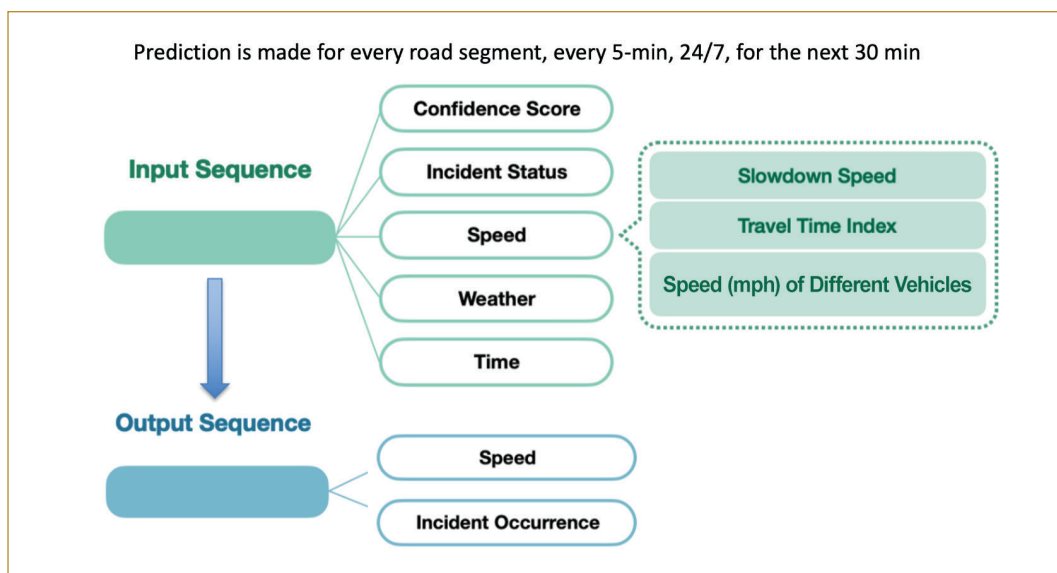 Prediction is made for every road segment, every 5-min, 24/7, for the next 30 min
Input Sequence
Confidence Score
Incident Status
Speed
Weather
Time
Slowdown Speed
Travel Time Index
Speed (mph) of Different Vehicles
Output Sequence
Speed
Incident Occurrence